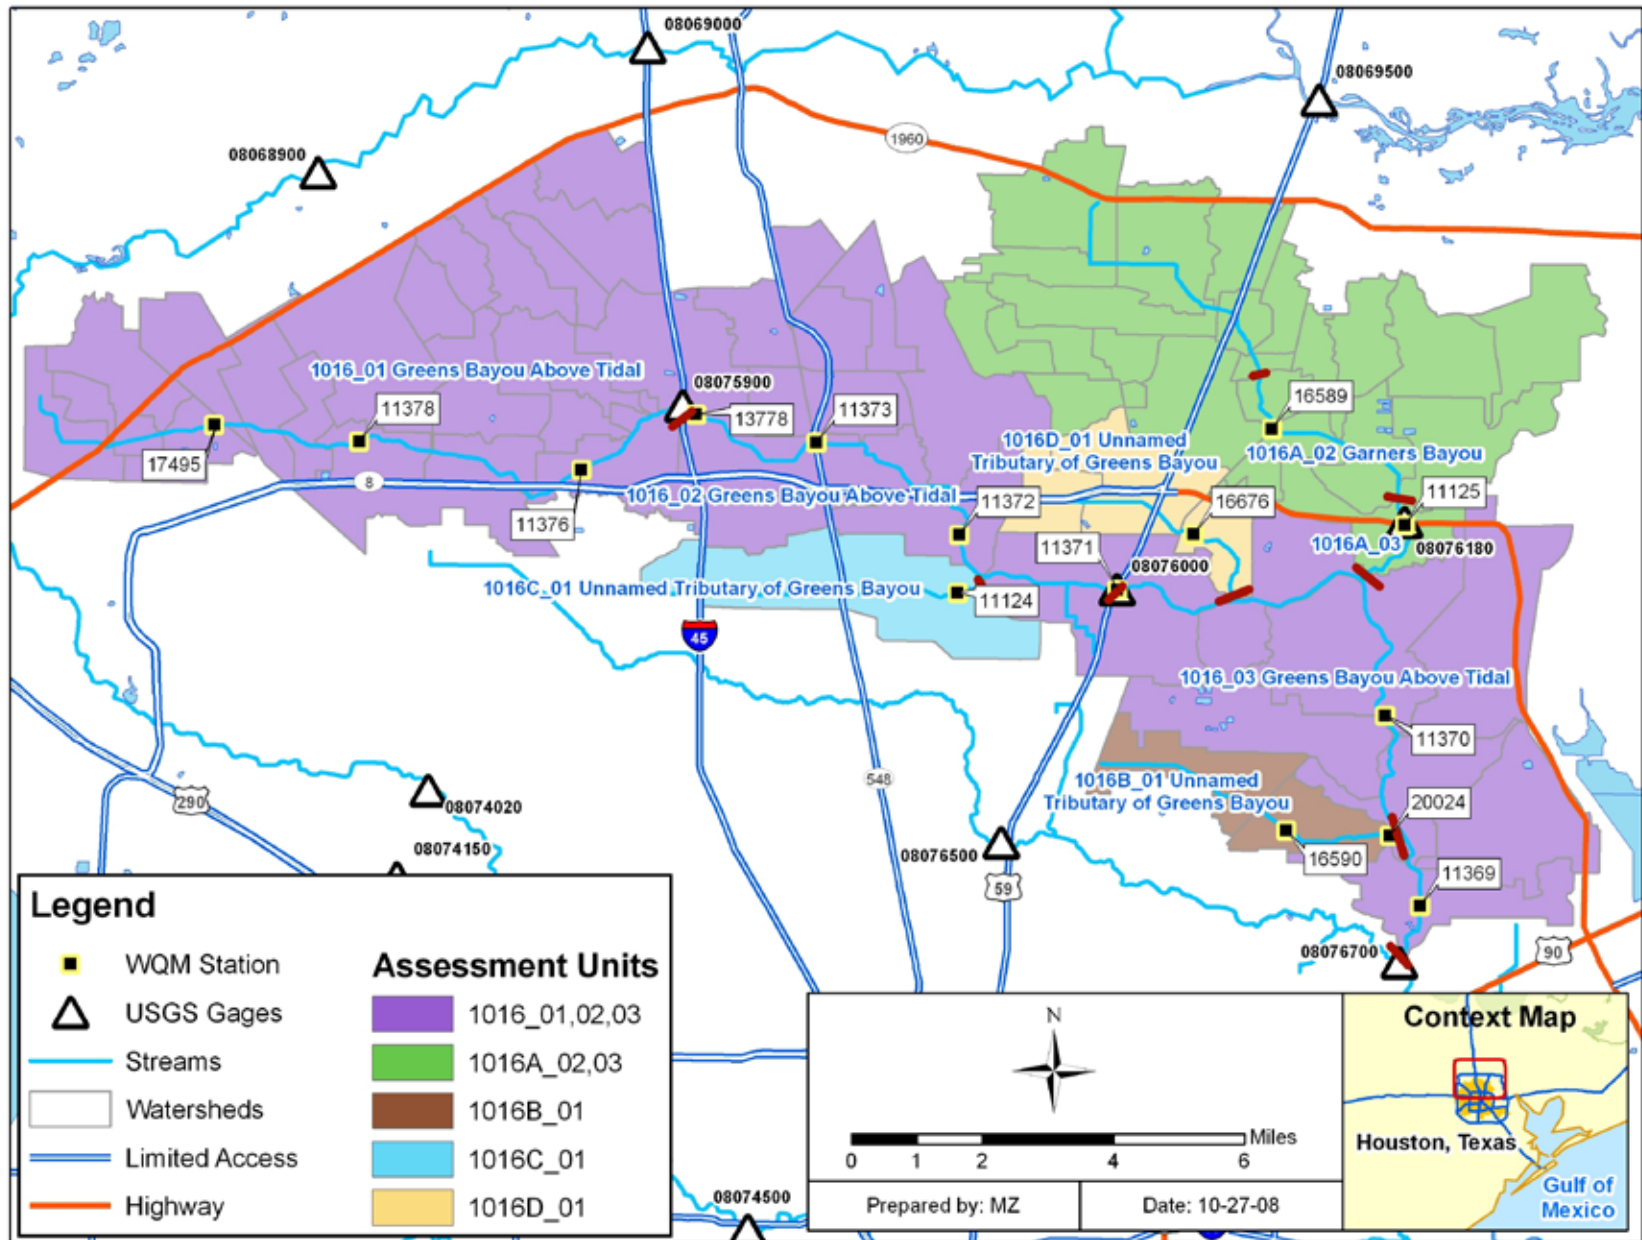 08069000
08069500
1960
08068900
1016_01 Greens Bayou Above Tidal
08075900
11378
13778
11373
16589
17495
1016D_01 Unnamed
Tributary of Greens Bayou
1016A_02 Garners Bayou
8
1016_02 Greens Bayou Above Tidal
11372
16676
11125
11376
11371
1016A_03
08076180
08076000
1016C_01 Unnamed Tributary of Greens Bayou
11124
45
1016_03 Greens Bayou Above Tidal
11370
548
1016B_01 Unnamed
Tributary of Greens Bayou
290
08074020
20024
08074150
08076500
16590
59
11369
08076700
90
Legend
WQM Station
USGS Gages
Streams
Watersheds
Limited Access
Highway
Assessment Units
1016_01,02,03
1016A_02,03
1016B_01
1016C_01
1016D_01
08074500
N
Miles
0 1 2 4 6
Prepared by: MZ
Date: 10-27-08
Context Map
Houston, Texas
Gulf of
Mexico